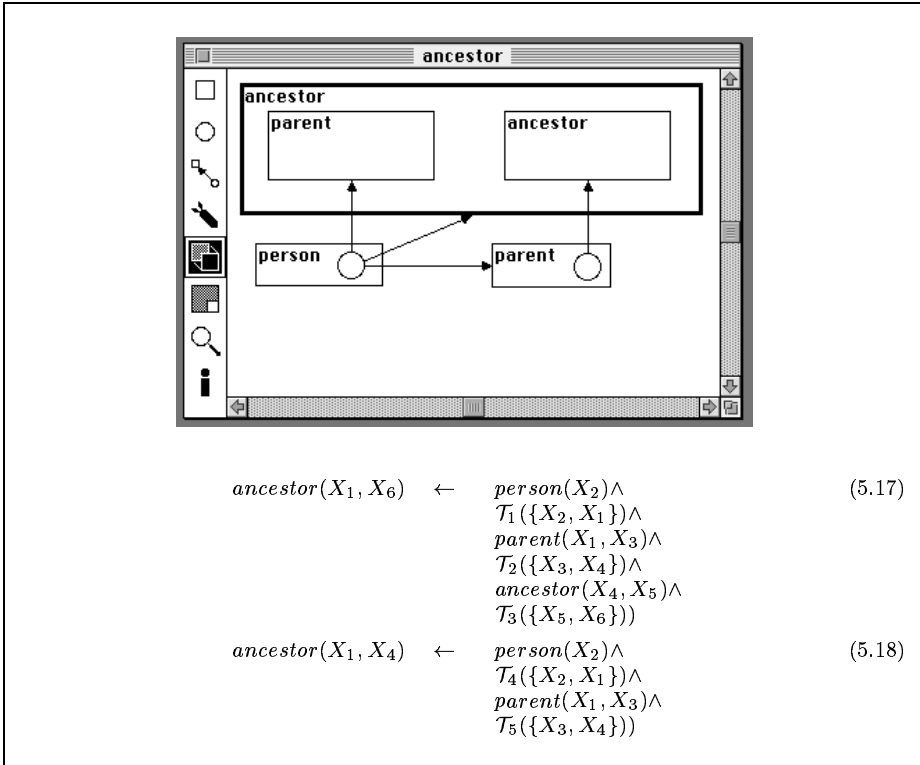 ancestor
ancestor
parent
ancestor
person
parent
ancestor(X₁, X₆) ← person(X₂)∧ (5.17)
𝒯₁({X₂, X₁})∧
parent(X₁, X₃)∧
𝒯₂({X₃, X₄})∧
ancestor(X₄, X₅)∧
𝒯₃({X₅, X₆}))
ancestor(X₁, X₄) ← person(X₂)∧ (5.18)
𝒯₄({X₂, X₁})∧
parent(X₁, X₃)∧
𝒯₅({X₃, X₄}))